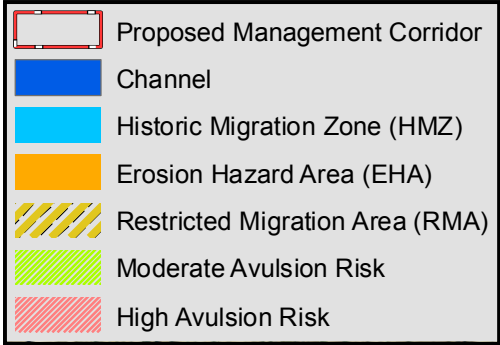 Proposed Management Corridor
Channel
Historic Migration Zone (HMZ)
Erosion Hazard Area (EHA)
Restricted Migration Area (RMA)
Moderate Avulsion Risk
High Avulsion Risk